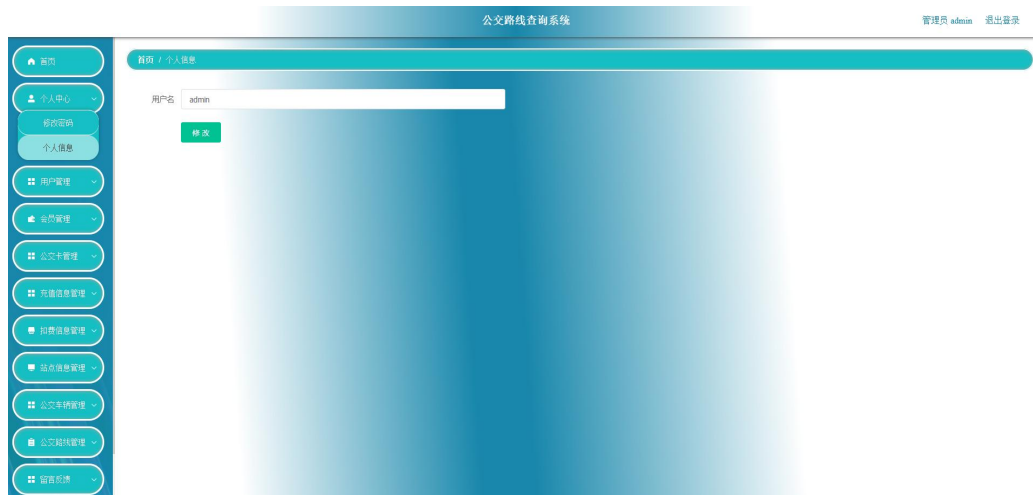 公交路线查询系统
管理员 admin 退出登录
首页
个人中心
修改密码
个人信息
用户管理
会员管理
公交卡管理
充值信息管理
扣费信息管理
站点信息管理
公交车辆管理
公交路线管理
留言反馈
首页 / 个人信息
用户名 admin
修改